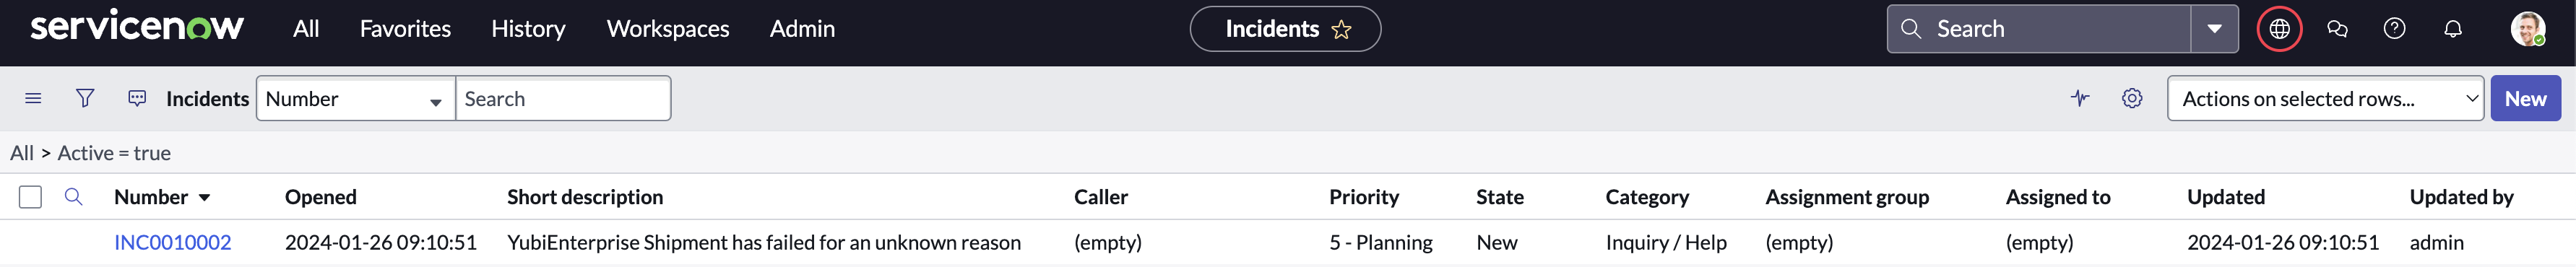 servicenow All Favorites History Workspaces Admin Incidents Search
Incidents Number Search Actions on selected rows... New
All > Active = true
Number Opened Short description Caller Priority State Category Assignment group Assigned to Updated Updated by
INC0010002 2024-01-26 09:10:51 YubiEnterprise Shipment has failed for an unknown reason (empty) 5 - Planning New Inquiry / Help (empty) (empty) 2024-01-26 09:10:51 admin